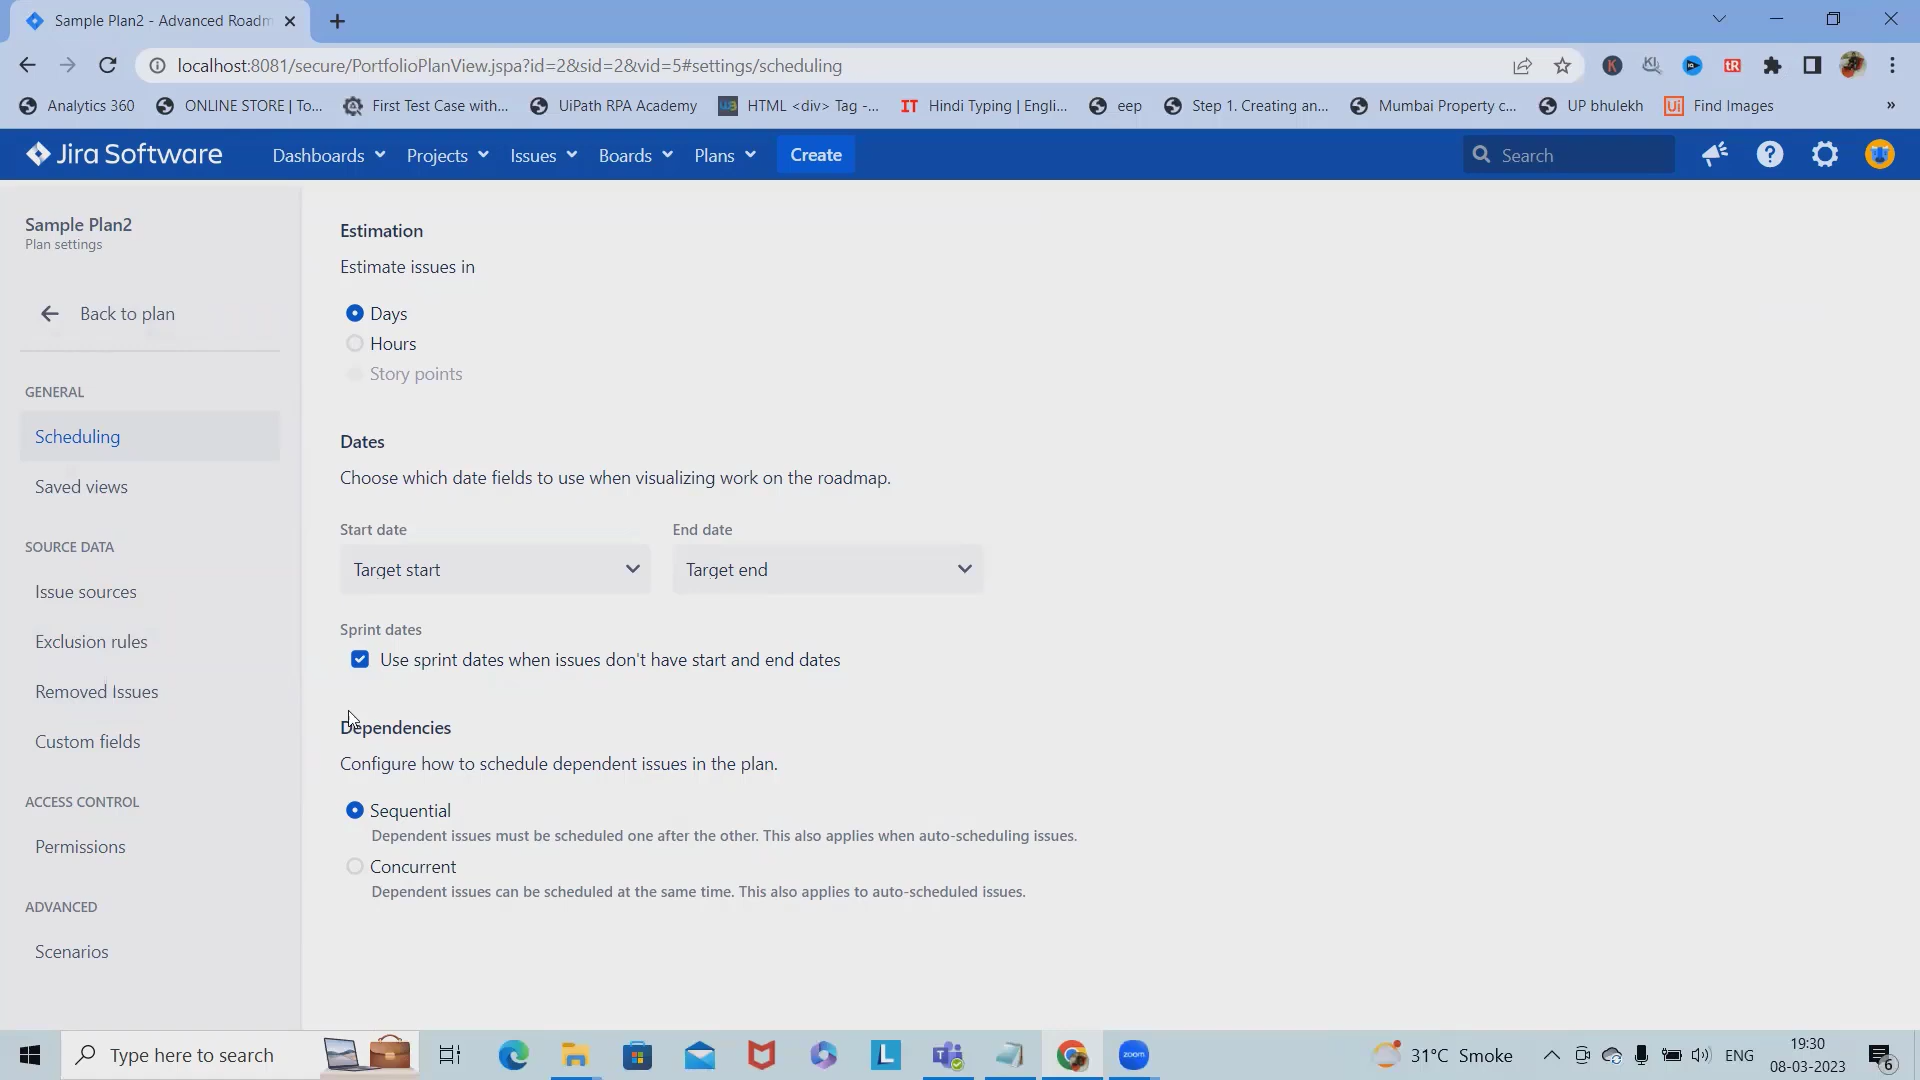 Sample Plan2 - Advanced Roadm
localhost:8081/secure/PortfolioPlanView.jspa?id=2&sid=2&vid=5#settings/scheduling
Analytics 360
ONLINE STORE | To...
First Test Case with...
UiPath RPA Academy
HTML <div> Tag -...
IT Hindi Typing | Engli...
eep
Step 1. Creating an...
Mumbai Property c...
UP bhulekh
Ui Find Images
»
Jira Software
Dashboards
Projects
Issues
Boards
Plans
Create
Search
Sample Plan2
Plan settings
Back to plan
GENERAL
Scheduling
Saved views
SOURCE DATA
Issue sources
Exclusion rules
Removed Issues
Custom fields
ACCESS CONTROL
Permissions
ADVANCED
Scenarios
Estimation
Estimate issues in
Days
Hours
Story points
Dates
Choose which date fields to use when visualizing work on the roadmap.
Start date
End date
Target start
Target end
Sprint dates
Use sprint dates when issues don't have start and end dates
Dependencies
Configure how to schedule dependent issues in the plan.
Sequential
Dependent issues must be scheduled one after the other. This also applies when auto-scheduling issues.
Concurrent
Dependent issues can be scheduled at the same time. This also applies to auto-scheduled issues.
Type here to search
L
zoom
31°C Smoke
ENG
19:30
08-03-2023
6